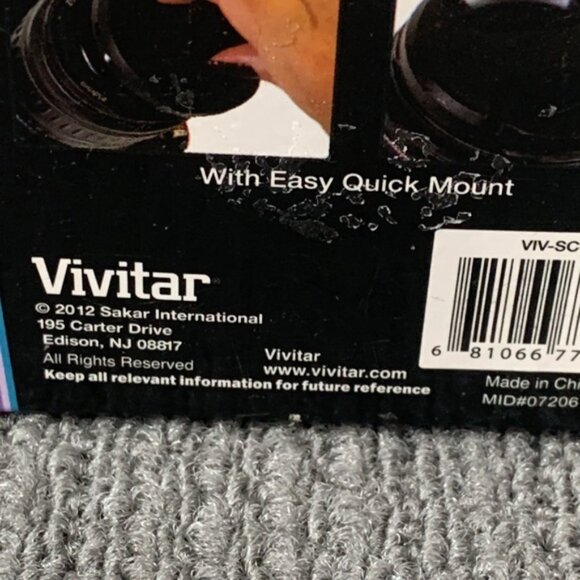 With Easy Quick Mount
VIV-SC
Vivitar
© 2012 Sakar International
195 Carter Drive
Edison, NJ 08817
All Rights Reserved
Vivitar
www.vivitar.com
Keep all relevant information for future reference
6 81066 77
Made in Chi
MID#07206